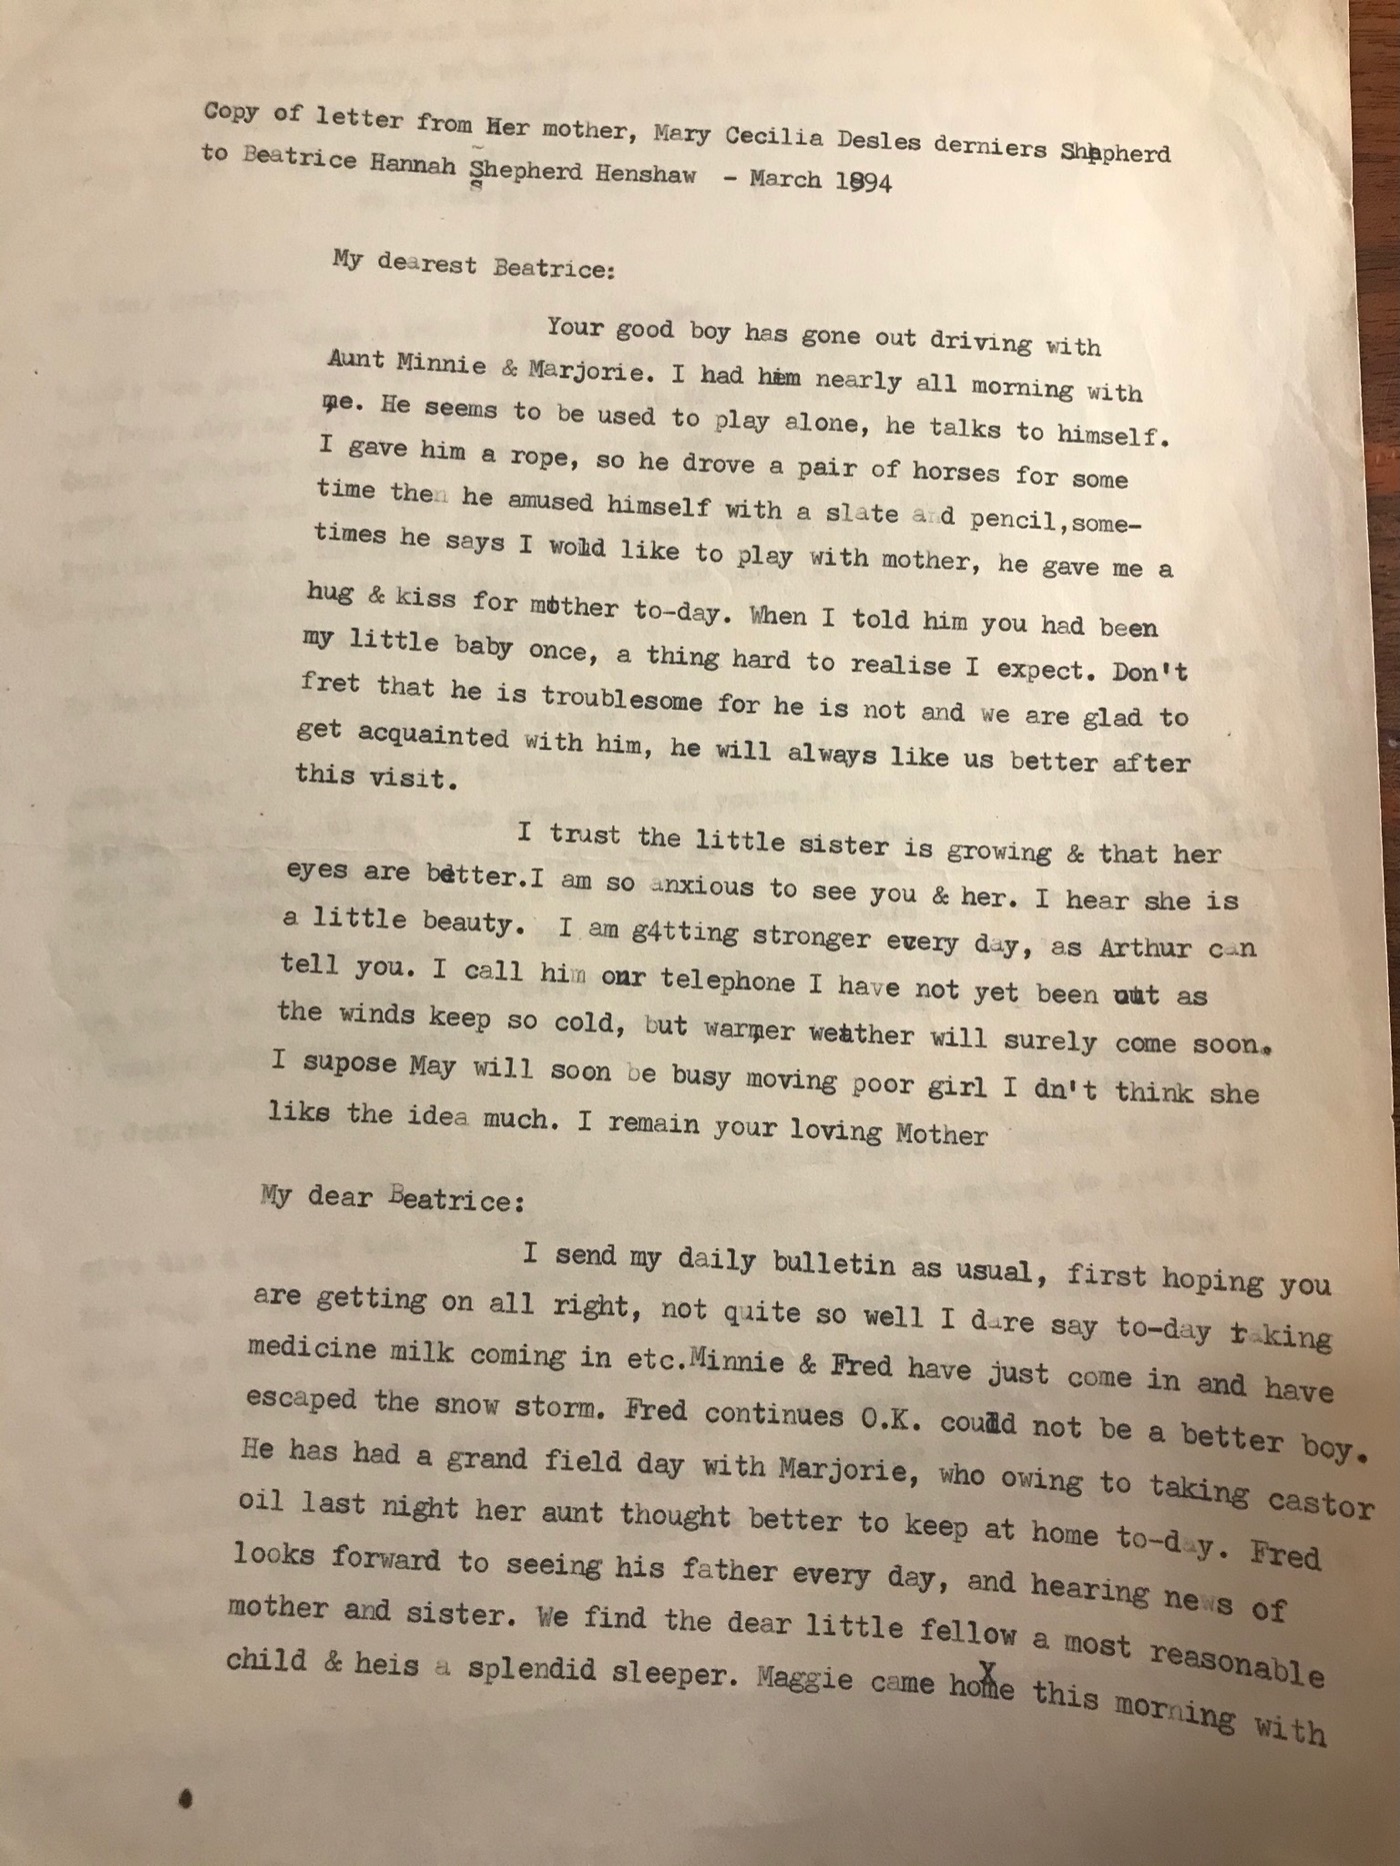 Copy of letter from Her mother, Mary Cecilia Desles derniers Shepherd
to Beatrice Hannah Shepherd Henshaw - March 1894
My dearest Beatrice:
Your good boy has gone out driving with
Aunt Minnie & Marjorie. I had him nearly all morning with
me. He seems to be used to play alone, he talks to himself.
I gave him a rope, so he drove a pair of horses for some
time then he amused himself with a slate and pencil,some-
times he says I wold like to play with mother, he gave me a
hug & kiss for mother to-day. When I told him you had been
my little baby once, a thing hard to realise I expect. Don't
fret that he is troublesome for he is not and we are glad to
get acquainted with him, he will always like us better after
this visit.
I trust the little sister is growing & that her
eyes are better.I am so anxious to see you & her. I hear she is
a little beauty. I am g4tting stronger every day, as Arthur can
tell you. I call him our telephone I have not yet been out as
the winds keep so cold, but warmer weather will surely come soon.
I supose May will soon be busy moving poor girl I dn't think she
liks the idea much. I remain your loving Mother
My dear Beatrice:
I send my daily bulletin as usual, first hoping you
are getting on all right, not quite so well I dare say to-day taking
medicine milk coming in etc.Minnie & Fred have just come in and have
escaped the snow storm. Fred continues O.K. could not be a better boy.
He has had a grand field day with Marjorie, who owing to taking castor
oil last night her aunt thought better to keep at home to-day. Fred
looks forward to seeing his father every day, and hearing news of
mother and sister. We find the dear little fellow a most reasonable
child & heis a splendid sleeper. Maggie came home this morning with